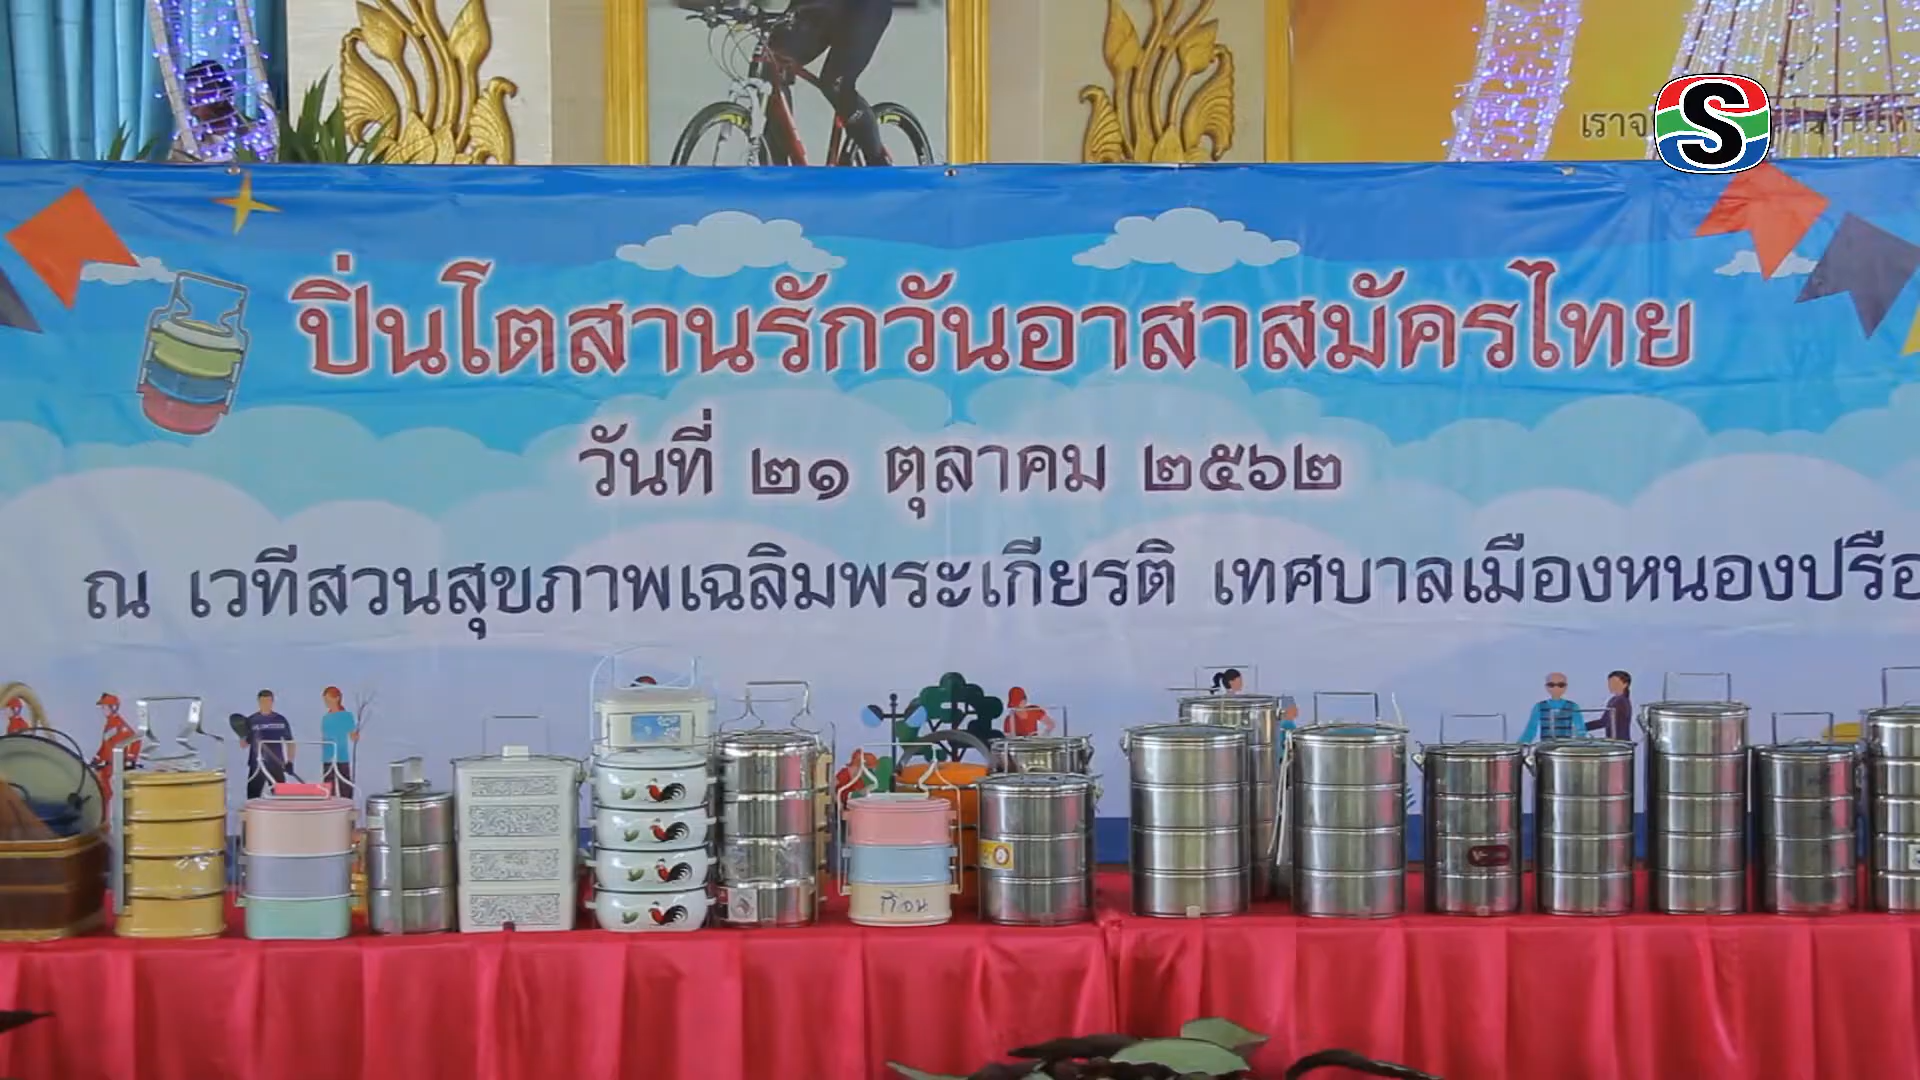 เราจ
S
ปิ่นโตสานรักวันอาสาสมัครไทย
วันที่ ๒๑ ตุลาคม ๒๕๖๒
ณ เวทีสวนสุขภาพเฉลิมพระเกียรติ เทศบาลเมืองหนองปรือ
ก้อน